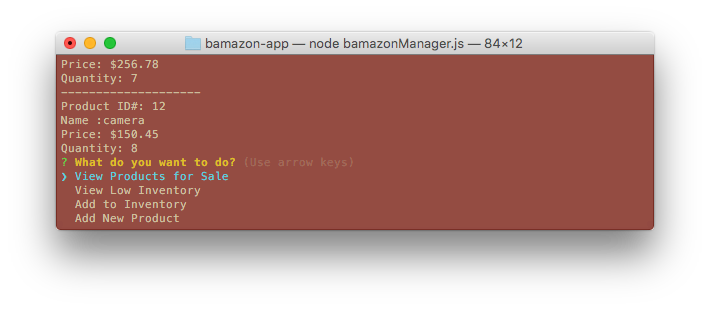 bamazon-app — node bamazonManager.js — 84×12
Price: $256.78
Quantity: 7
--------------------
Product ID#: 12
Name :camera
Price: $150.45
Quantity: 8
? What do you want to do? (Use arrow keys)
❯ View Products for Sale
View Low Inventory
Add to Inventory
Add New Product